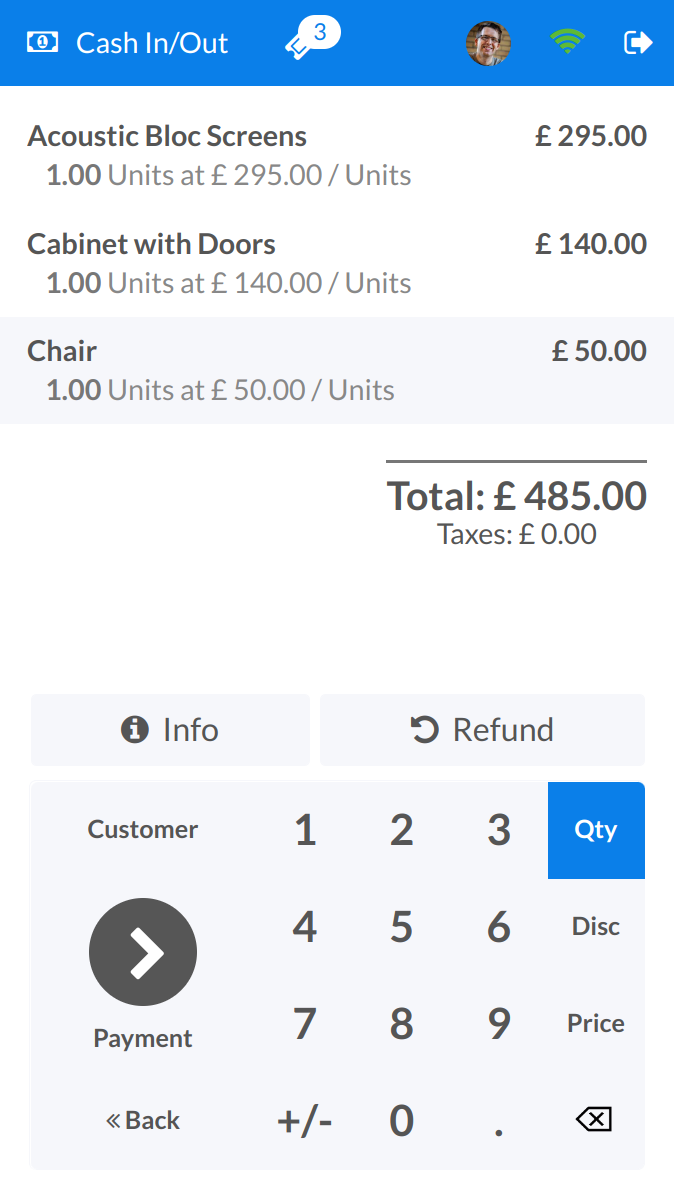 Cash In/Out 3
Acoustic Bloc Screens £ 295.00
1.00 Units at £ 295.00 / Units
Cabinet with Doors £ 140.00
1.00 Units at £ 140.00 / Units
Chair £ 50.00
1.00 Units at £ 50.00 / Units
Total: £ 485.00
Taxes: £ 0.00
Info Refund
Customer 1 2 3 Qty
4 5 6 Disc
7 8 9 Price
Payment
« Back +/- 0 .